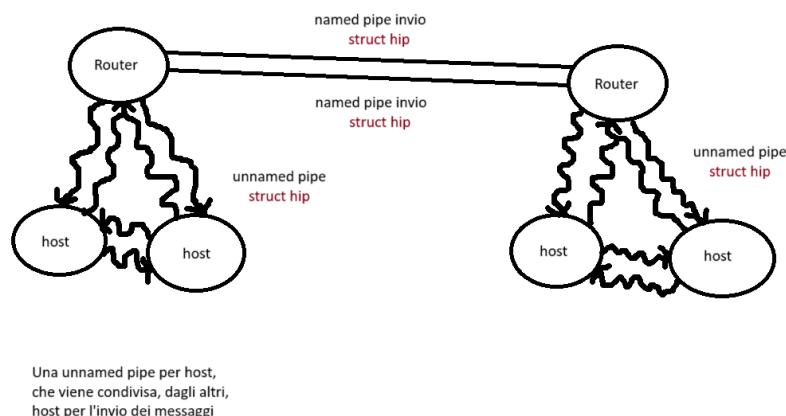 named pipe invio
struct hip
Router
Router
named pipe invio
struct hip
unnamed pipe
struct hip
unnamed pipe
struct hip
host
host
host
host
Una unnamed pipe per host,
che viene condivisa, dagli altri,
host per l'invio dei messaggi